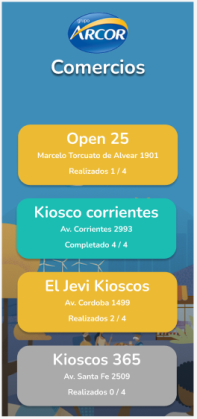 grupo
ARCOR
Comercios
Open 25
Marcelo Torcuato de Alvear 1901
Realizados 1 / 4
Kiosco corrientes
Av. Corrientes 2993
Completado 4 / 4
El Jevi Kioscos
Av. Cordoba 1499
Realizados 2 / 4
Kioscos 365
Av. Santa Fe 2509
Realizados 0 / 4